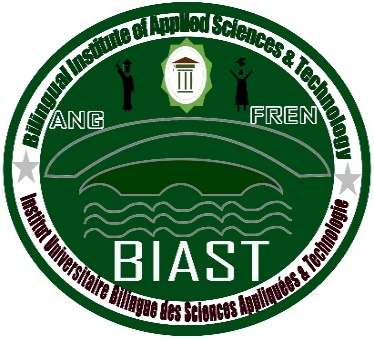 Bilingual Institute of Applied Sciences & Technology
ANG FREN
BIAST
Institut Universitaire Bilingue des Sciences Appliquées & Technologie